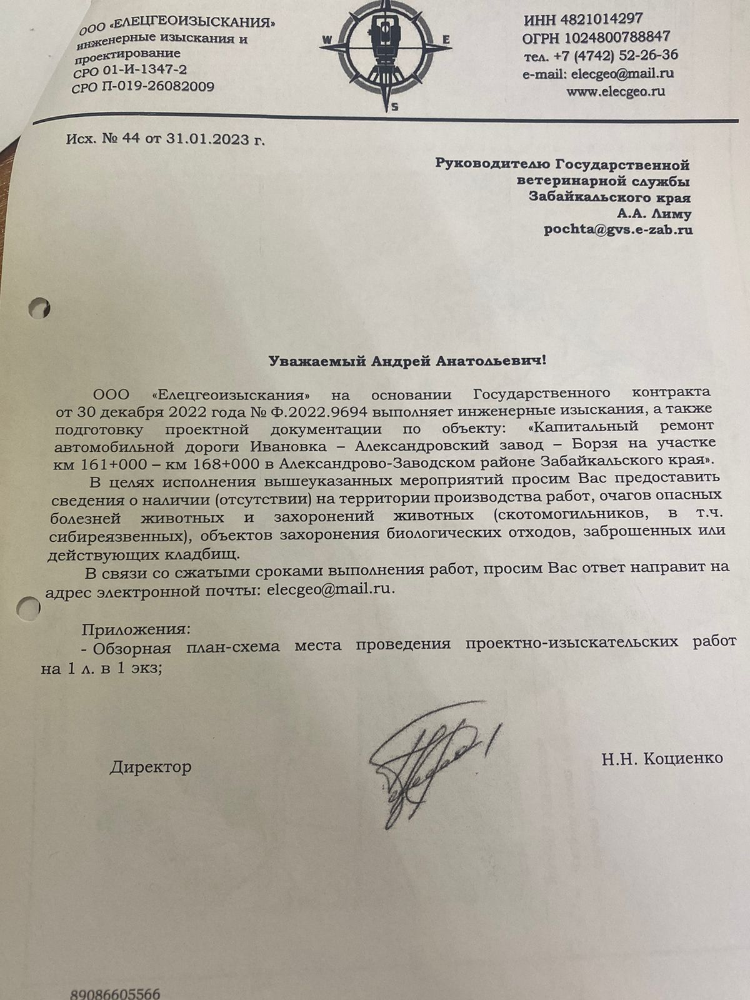 ООО «ЕЛЕЦГЕОИЗЫСКАНИЯ»
инженерные изыскания и
проектирование
СРО 01-И-1347-2
СРО П-019-26082009
W E
S
ИНН 4821014297
ОГРН 1024800788847
тел. +7 (4742) 52-26-36
e-mail: elecgeo@mail.ru
www.elecgeo.ru
Исх. № 44 от 31.01.2023 г.
Руководителю Государственной
ветеринарной службы
Забайкальского края
А.А. Лиму
pochta@gvs.e-zab.ru
Уважаемый Андрей Анатольевич!
ООО «Елецгеоизыскания» на основании Государственного контракта
от 30 декабря 2022 года № Ф.2022.9694 выполняет инженерные изыскания, а также
подготовку проектной документации по объекту: «Капитальный ремонт
автомобильной дороги Ивановка – Александровский завод – Борзя на участке
км 161+000 – км 168+000 в Александрово-Заводском районе Забайкальского края».
В целях исполнения вышеуказанных мероприятий просим Вас предоставить
сведения о наличии (отсутствии) на территории производства работ, очагов опасных
болезней животных и захоронений животных (скотомогильников, в т.ч.
сибиреязвенных), объектов захоронения биологических отходов, заброшенных или
действующих кладбищ.
В связи со сжатыми сроками выполнения работ, просим Вас ответ направит на
адрес электронной почты: elecgeo@mail.ru.
Приложения:
- Обзорная план-схема места проведения проектно-изыскательских работ
на 1 л. в 1 экз;
Директор
Н.Н. Коциенко
89086605566